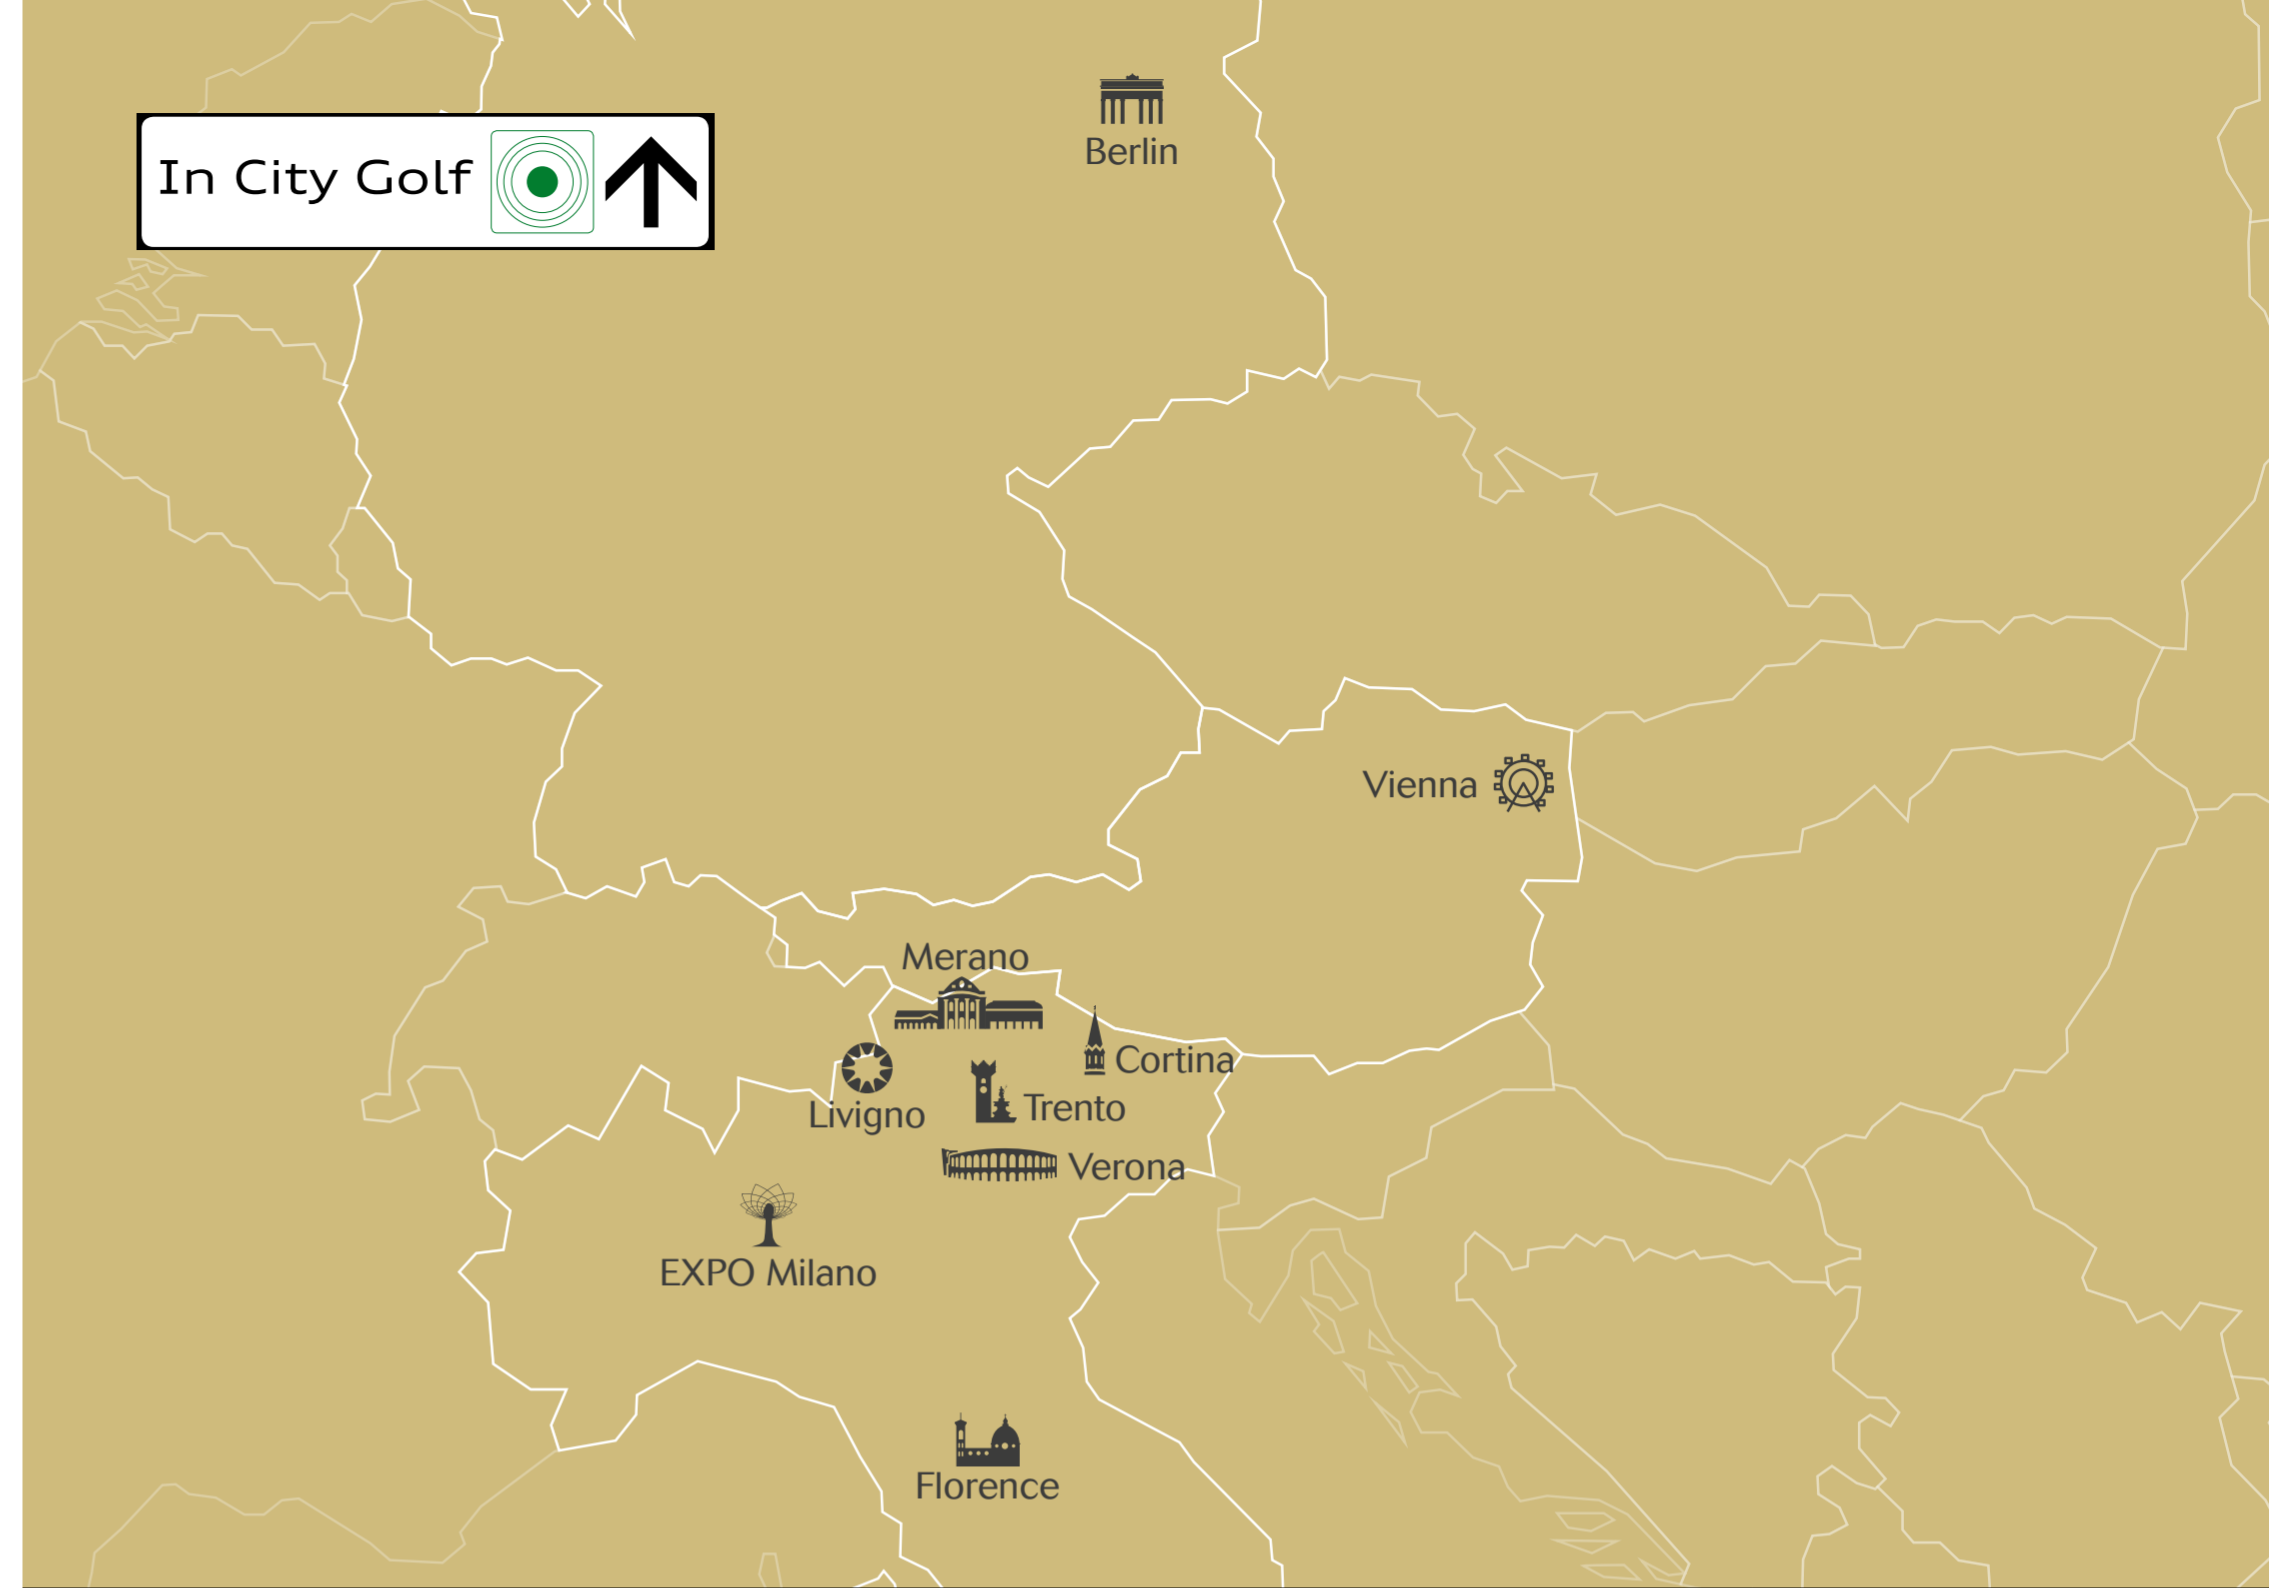 In City Golf
Berlin
Vienna
Merano
Cortina
Livigno
Trento
Verona
EXPO Milano
Florence